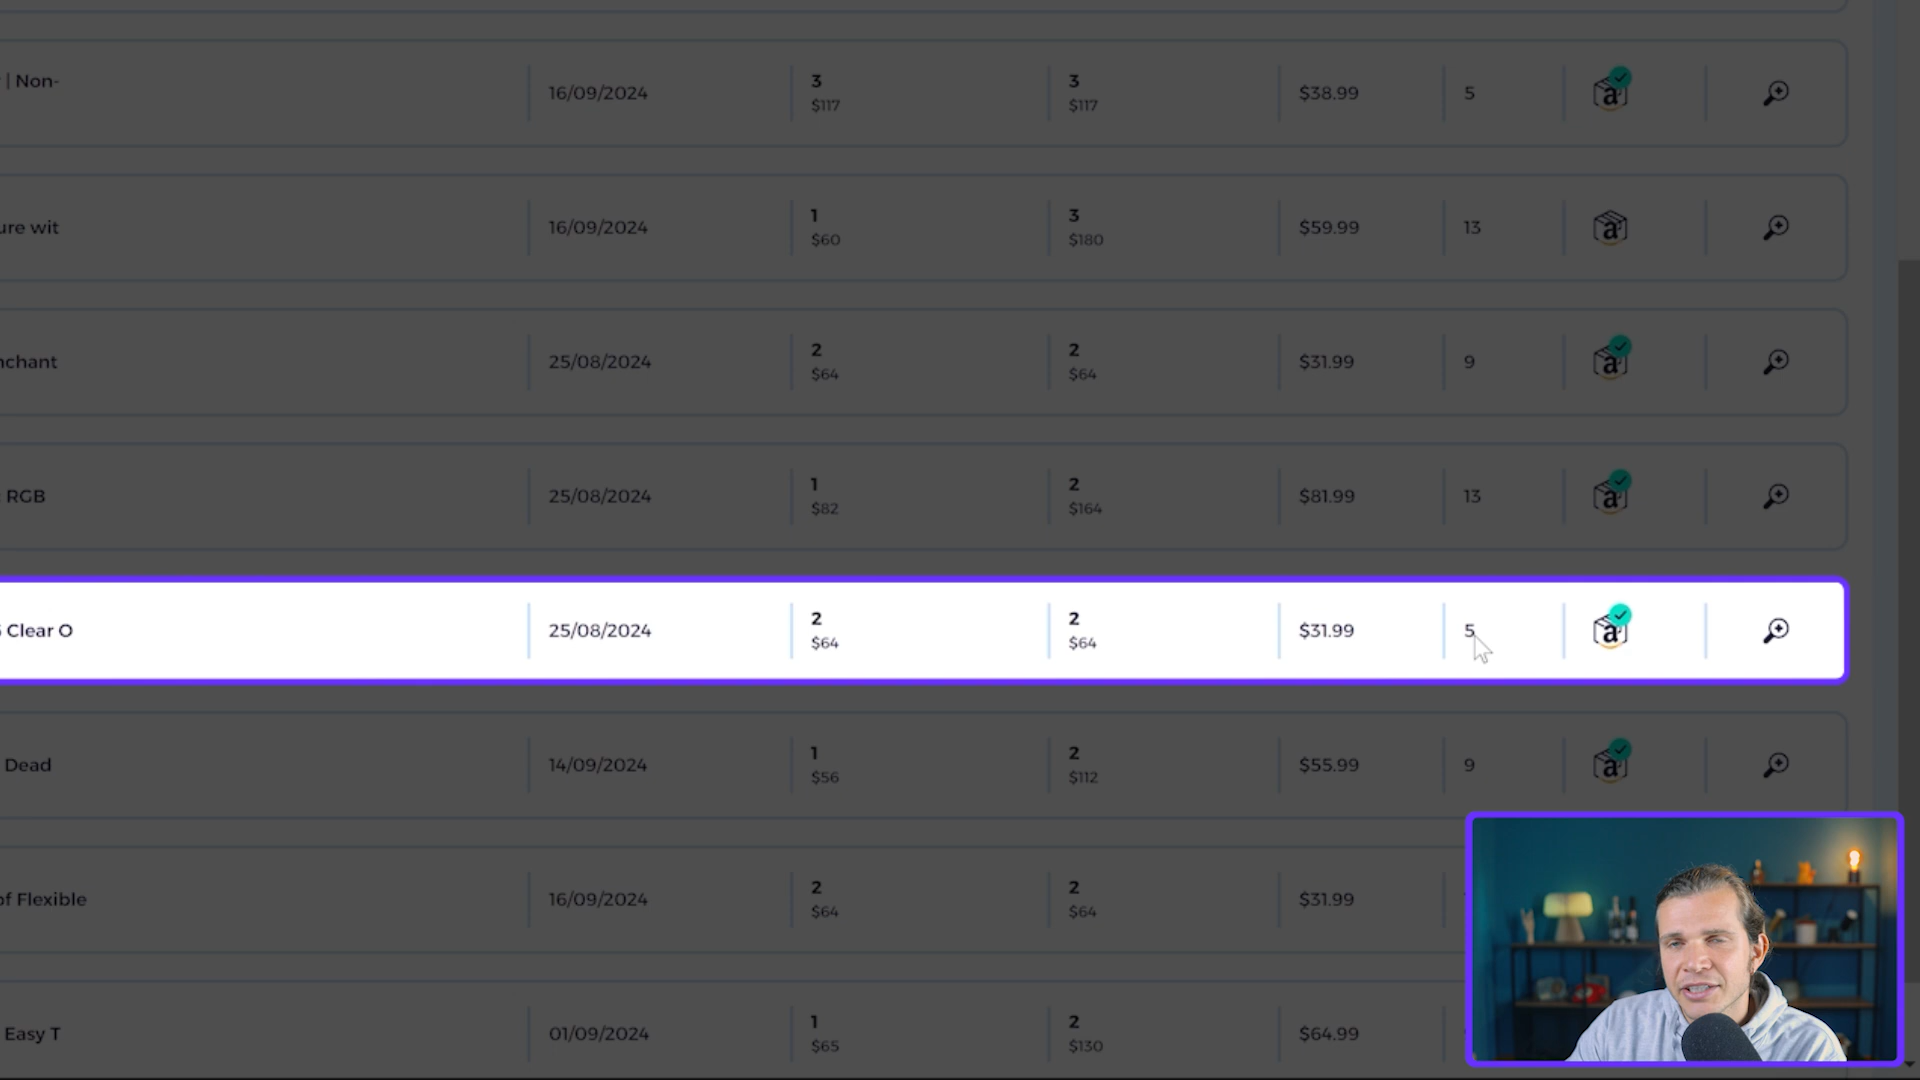 | Non-
16/09/2024 3 3 $38.99 5
$117 $117
ure wit 16/09/2024 1 3 $59.99 13
$60 $180
nchant 25/08/2024 2 2 $31.99 9
$64 $64
RGB 25/08/2024 1 2 $81.99 13
$82 $164
Clear O 25/08/2024 2 2 $31.99 5
$64 $64
Dead 14/09/2024 1 2 $55.99 9
$56 $112
of Flexible 16/09/2024 2 2 $31.99
$64 $64
Easy T 01/09/2024 1 2 $64.99
$65 $130